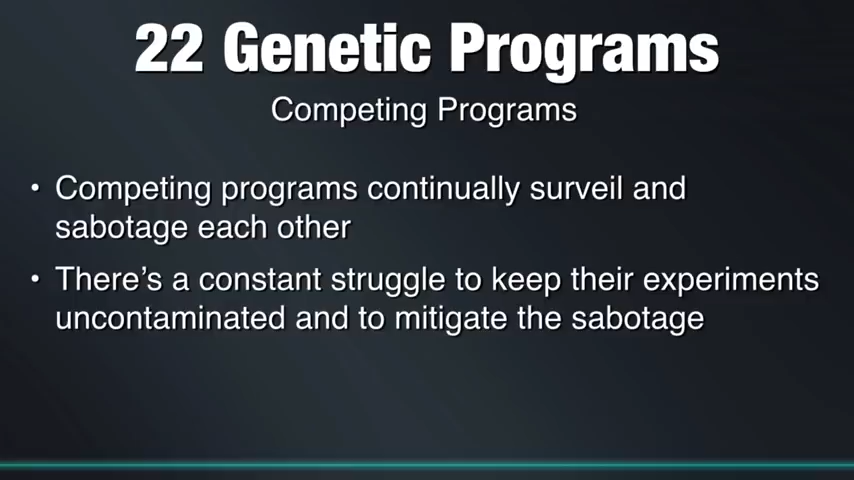 22 Genetic Programs
Competing Programs
• Competing programs continually surveil and
sabotage each other
• There’s a constant struggle to keep their experiments
uncontaminated and to mitigate the sabotage